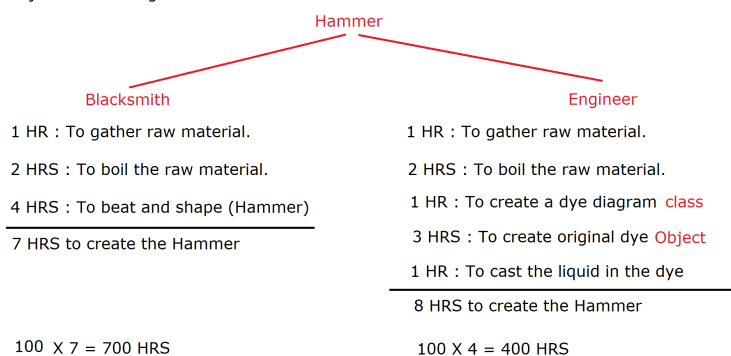 Hammer
Blacksmith
1 HR : To gather raw material.
2 HRS : To boil the raw material.
4 HRS : To beat and shape (Hammer)
7 HRS to create the Hammer
100 X 7 = 700 HRS
Engineer
1 HR : To gather raw material.
2 HRS : To boil the raw material.
1 HR : To create a dye diagram class
3 HRS : To create original dye Object
1 HR : To cast the liquid in the dye
8 HRS to create the Hammer
100 X 4 = 400 HRS